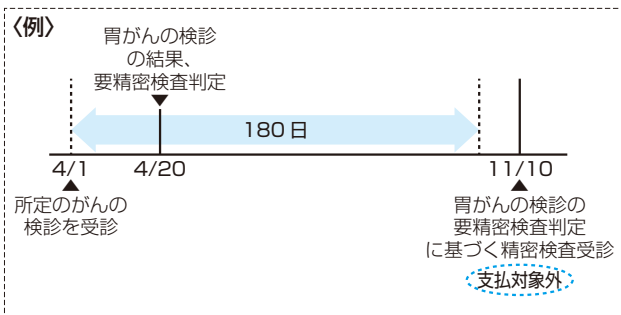 〈例〉
胃がんの検診
の結果、
要精密検査判定
180日
4/1
4/20
11/10
所定のがんの
検診を受診
胃がんの検診の
要精密検査判定
に基づく精密検査受診
支払対象外